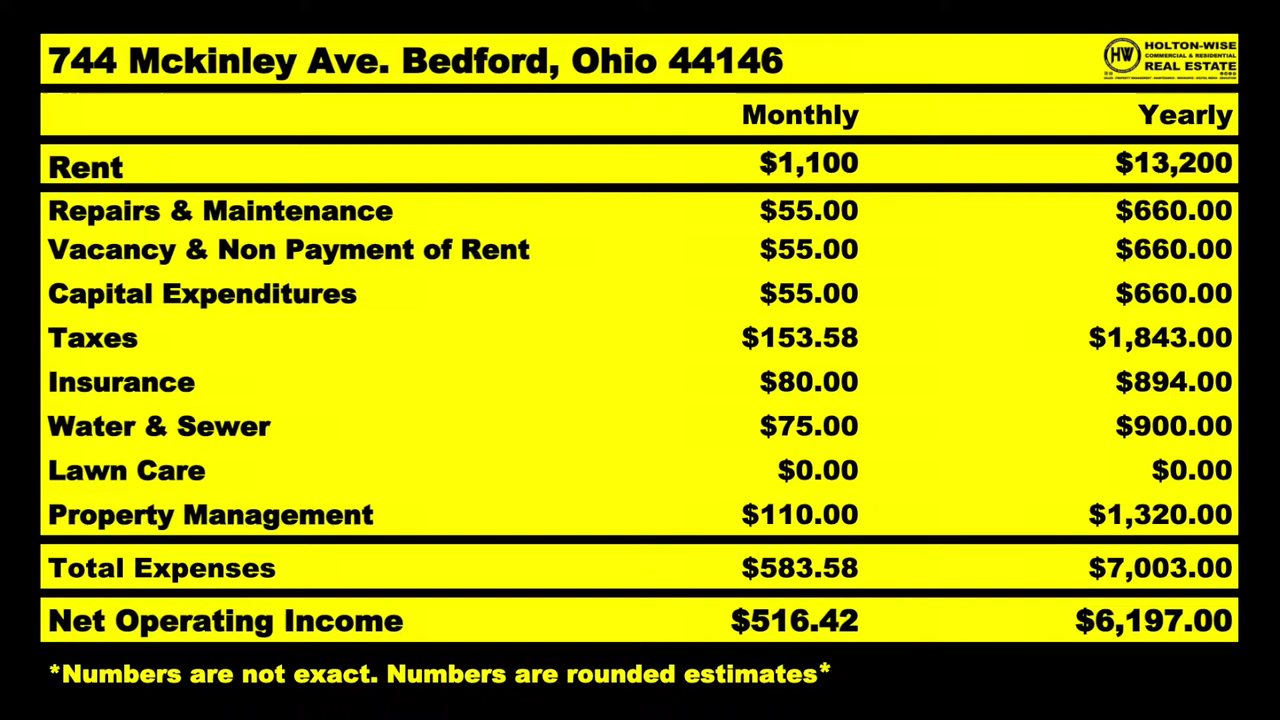 744 Mckinley Ave. Bedford, Ohio 44146
HW
HOLTON-WISE
COMMERCIAL & RESIDENTIAL
REAL ESTATE
Monthly Yearly
Rent $1,100 $13,200
Repairs & Maintenance $55.00 $660.00
Vacancy & Non Payment of Rent $55.00 $660.00
Capital Expenditures $55.00 $660.00
Taxes $153.58 $1,843.00
Insurance $80.00 $894.00
Water & Sewer $75.00 $900.00
Lawn Care $0.00 $0.00
Property Management $110.00 $1,320.00
Total Expenses $583.58 $7,003.00
Net Operating Income $516.42 $6,197.00
*Numbers are not exact. Numbers are rounded estimates*